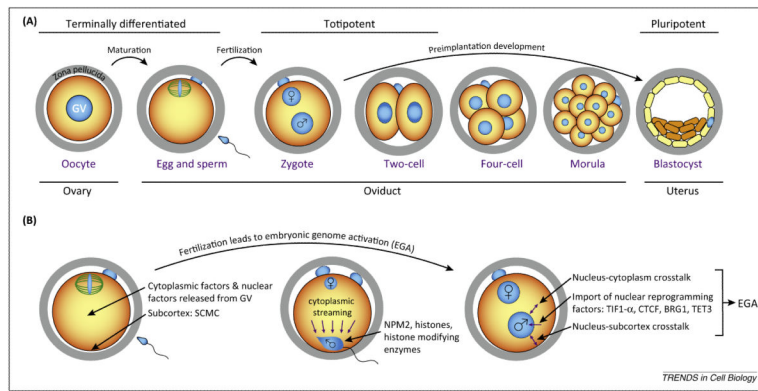 (A)
Terminally differentiated
Totipotent
Pluripotent
Maturation
Fertilization
Preimplantation development
Zona pellucida
GV
♀
♂
Oocyte
Egg and sperm
Zygote
Two-cell
Four-cell
Morula
Blastocyst
Ovary
Oviduct
Uterus
(B)
Fertilization leads to embryonic genome activation (EGA)
Cytoplasmic factors & nuclear
factors released from GV
Subcortex: SCMC
♀
cytoplasmic
streaming
♂
NPM2, histones,
histone modifying
enzymes
♀
♂
Nucleus-cytoplasm crosstalk
Import of nuclear reprogramming
factors: TIF1-α, CTCF, BRG1, TET3
Nucleus-subcortex crosstalk
EGA
TRENDS in Cell Biology